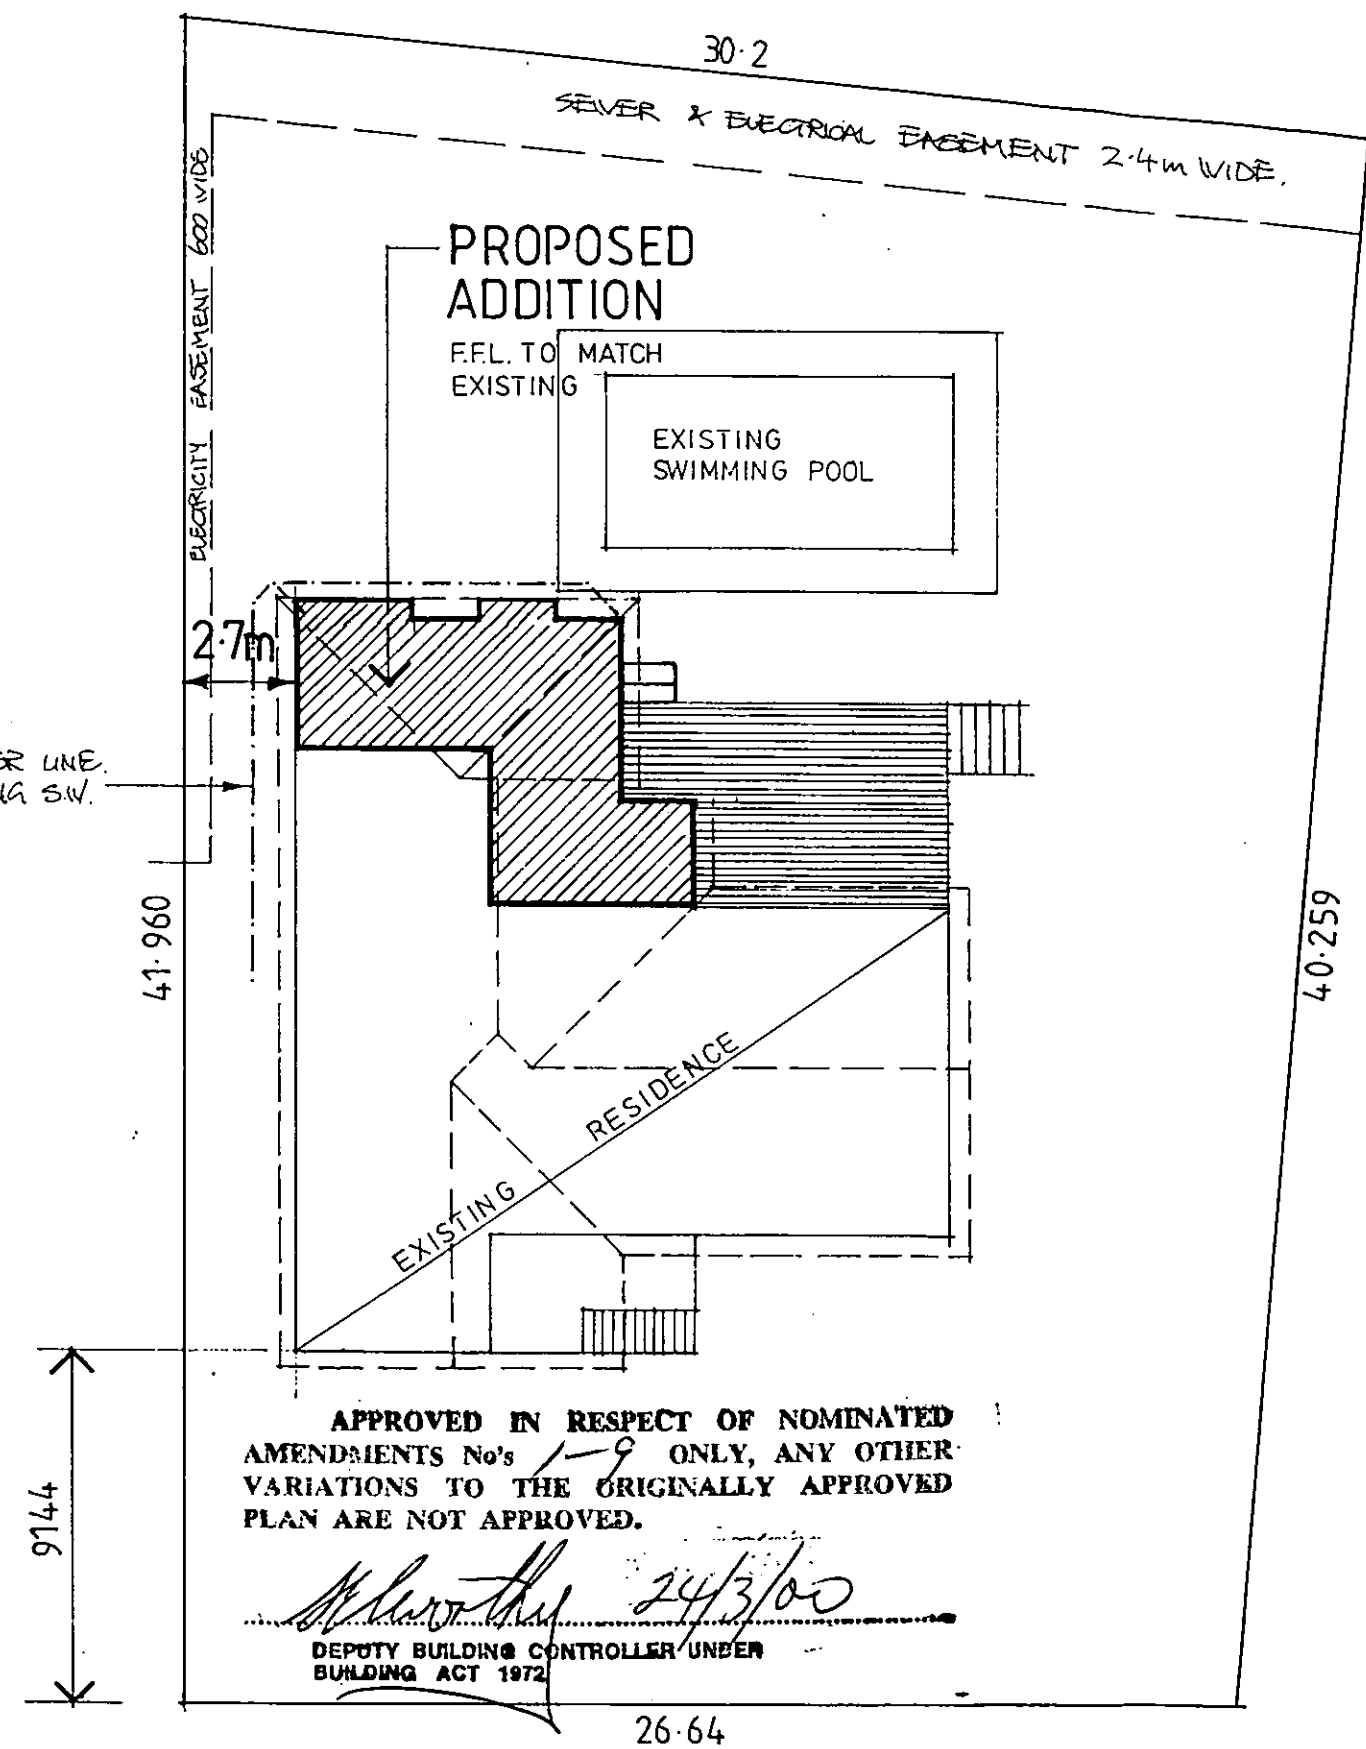 30·2
SEWER & ELECTRICAL EASEMENT 2·4m WIDE.
ELECTRICITY EASEMENT 600 WIDE
PROPOSED
ADDITION
F.F.L. TO MATCH
EXISTING
EXISTING
SWIMMING POOL
2·7m
LINE.
S.W.
41·960
40·259
EXISTING RESIDENCE
9144
APPROVED IN RESPECT OF NOMINATED
AMENDMENTS No's 1–9 ONLY, ANY OTHER
VARIATIONS TO THE ORIGINALLY APPROVED
PLAN ARE NOT APPROVED.
24/3/00
DEPUTY BUILDING CONTROLLER UNDER
BUILDING ACT 1972
26·64